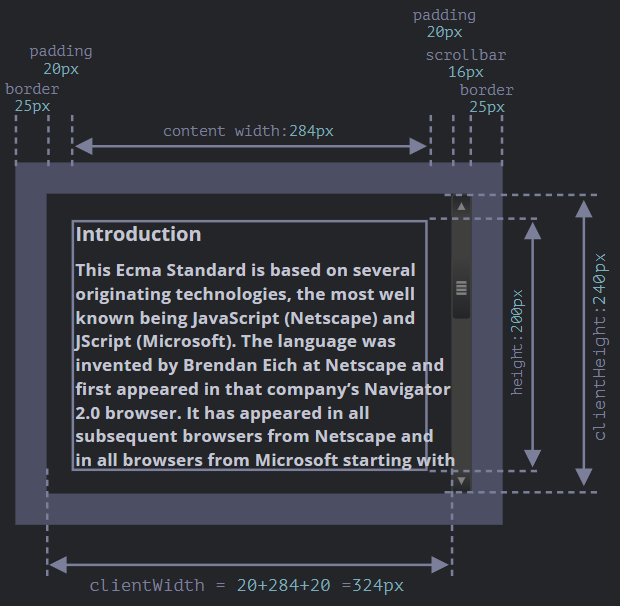 padding
20px
padding
20px
scrollbar
16px
border
25px
border
25px
content width:284px
Introduction
This Ecma Standard is based on several
originating technologies, the most well
known being JavaScript (Netscape) and
JScript (Microsoft). The language was
invented by Brendan Eich at Netscape and
first appeared in that company’s Navigator
2.0 browser. It has appeared in all
subsequent browsers from Netscape and
in all browsers from Microsoft starting with
height:200px
clientHeight:240px
clientWidth = 20+284+20 =324px